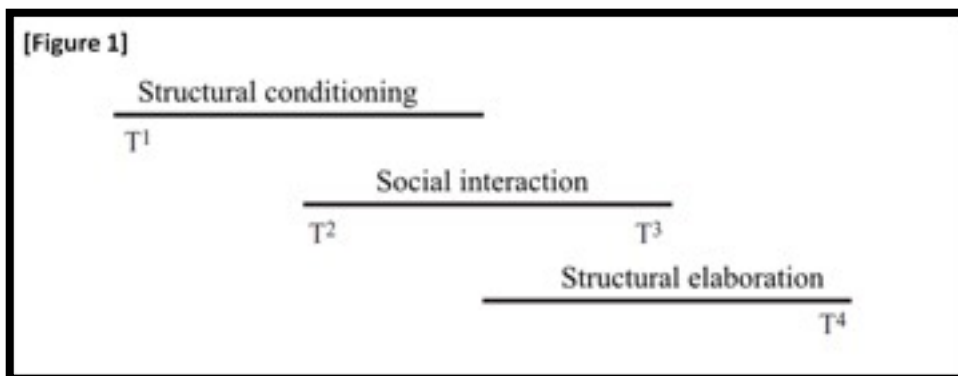 [Figure 1]
Structural conditioning
T¹
Social interaction
T² T³
Structural elaboration
T⁴